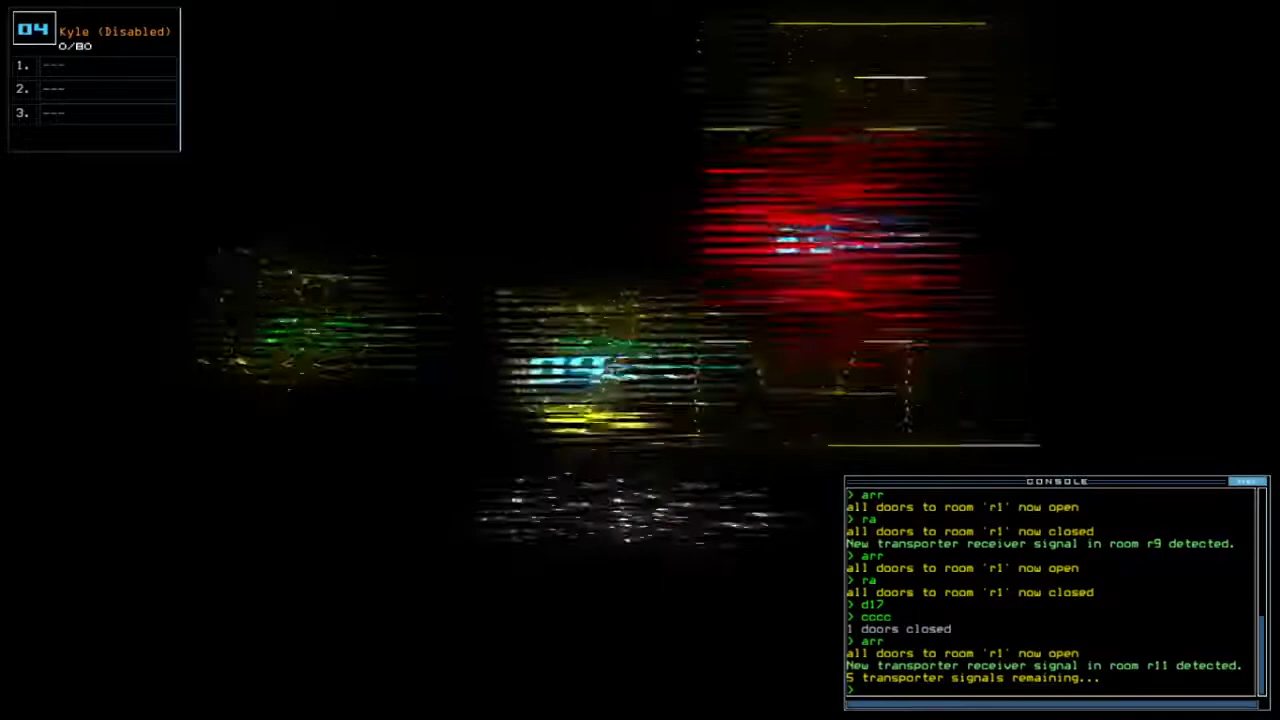 04 Kyle (Disabled)
0/80
1. ---
2. ---
3. ---
CONSOLE
> arr
all doors to room 'r1' now open
> ra
all doors to room 'r1' now closed
New transporter receiver signal in room r9 detected.
> arr
all doors to room 'r1' now open
> ra
all doors to room 'r1' now closed
> d17
> cccc
1 doors closed
> arr
all doors to room 'r1' now open
New transporter receiver signal in room r11 detected.
5 transporter signals remaining...
>